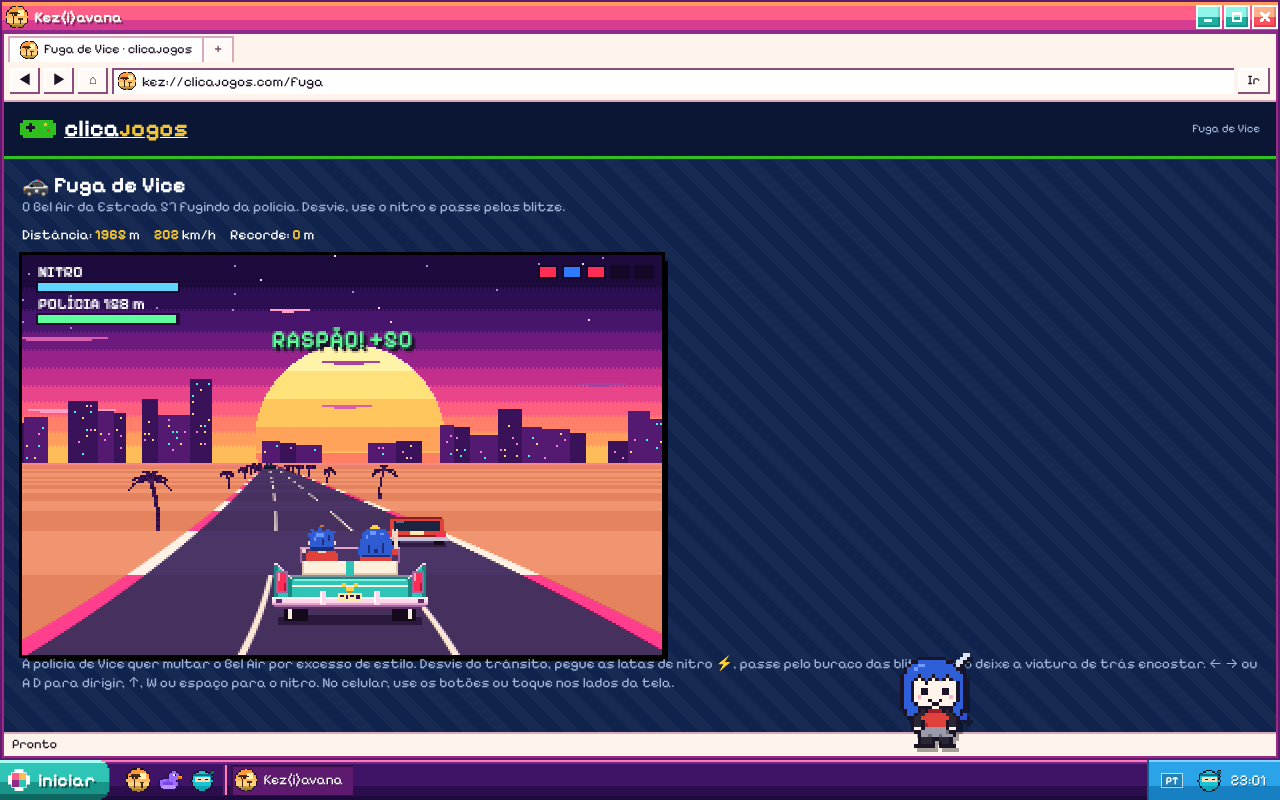 Kez(i)avana
Fuga de Vice · clicajogos
+
kez://clicajogos.com/fuga
Ir
clicajogos
Fuga de Vice
Fuga de Vice
O Bel Air da Estrada 57 fugindo da polícia. Desvie, use o nitro e passe pelas blitze.
Distância: 1968 m 202 km/h Recorde: 0 m
NITRO
POLÍCIA 198 m
RASPÃO! +80
A polícia de Vice quer multar o Bel Air por excesso de estilo. Desvie do trânsito, pegue as latas de nitro ⚡, passe pelo buraco das deixe a viatura de trás encostar. ← → ou
A D para dirigir, ↑, W ou espaço para o nitro. No celular, use os botões ou toque nos lados da tela.
Pronto
iniciar
Kez(i)avana
PT
23:01